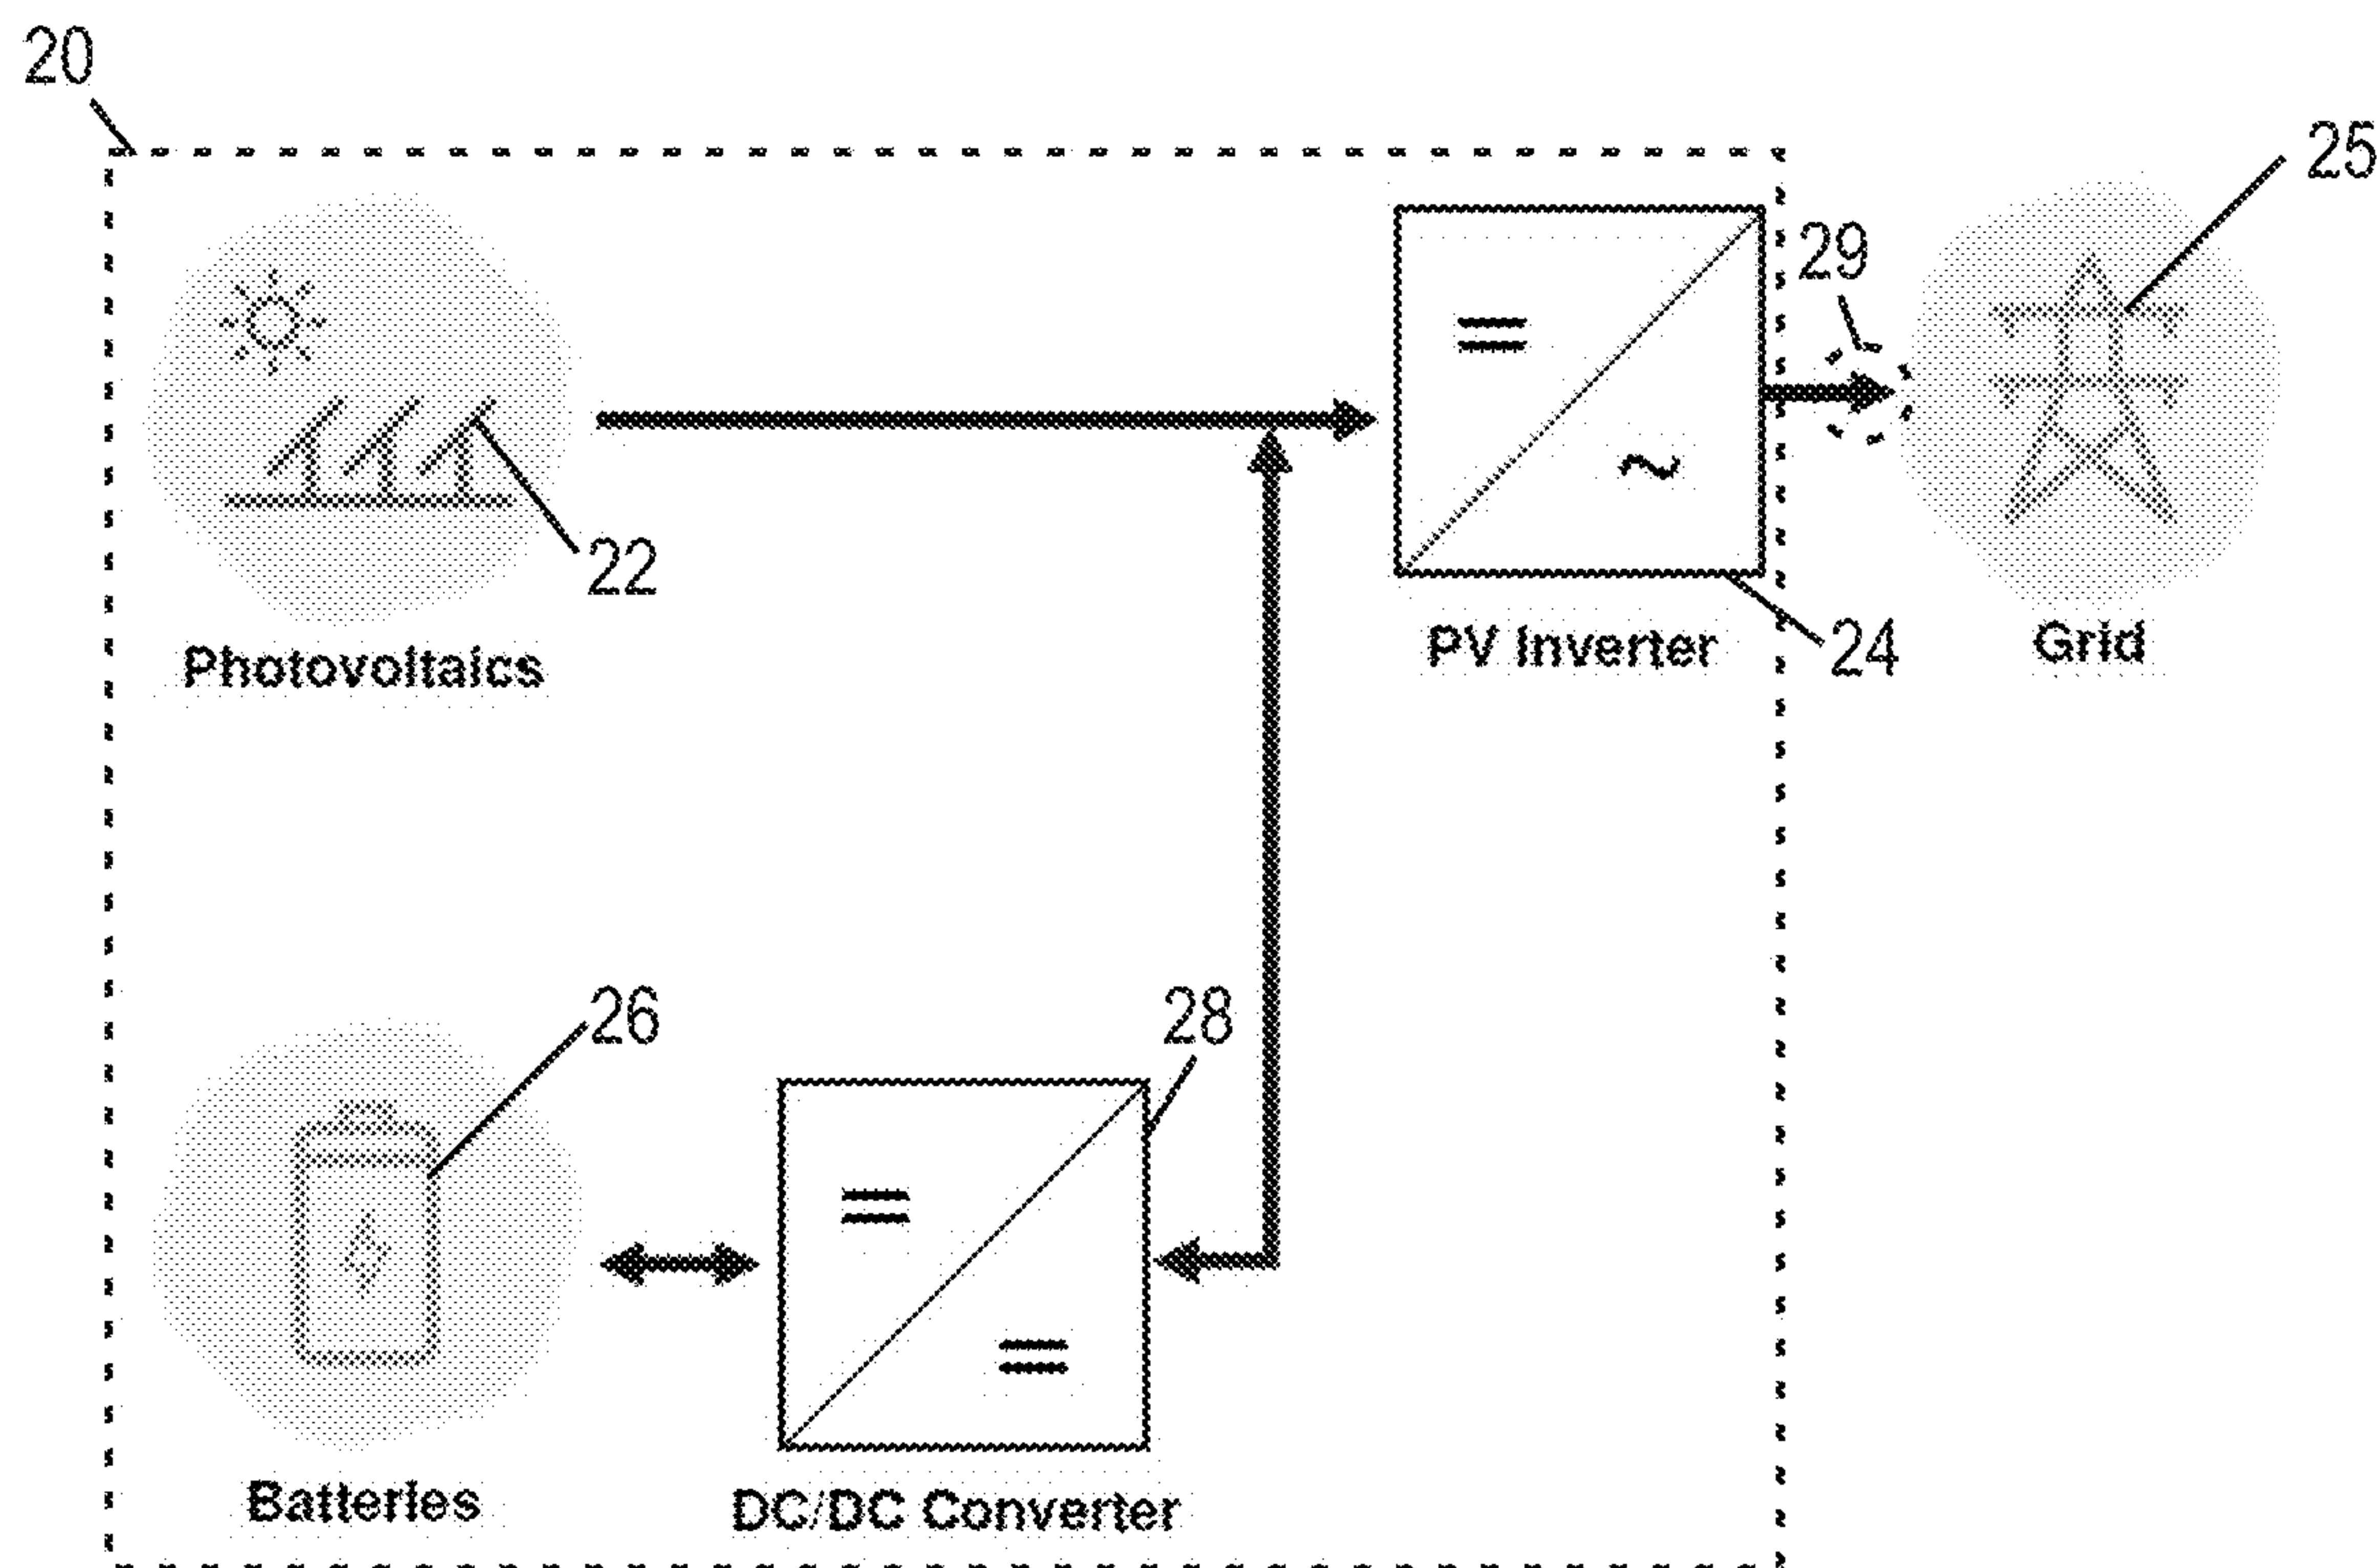 20
25
29
22
Photovoltaics
PV Inverter
24
Grid
26
28
Batteries
DC/DC Converter